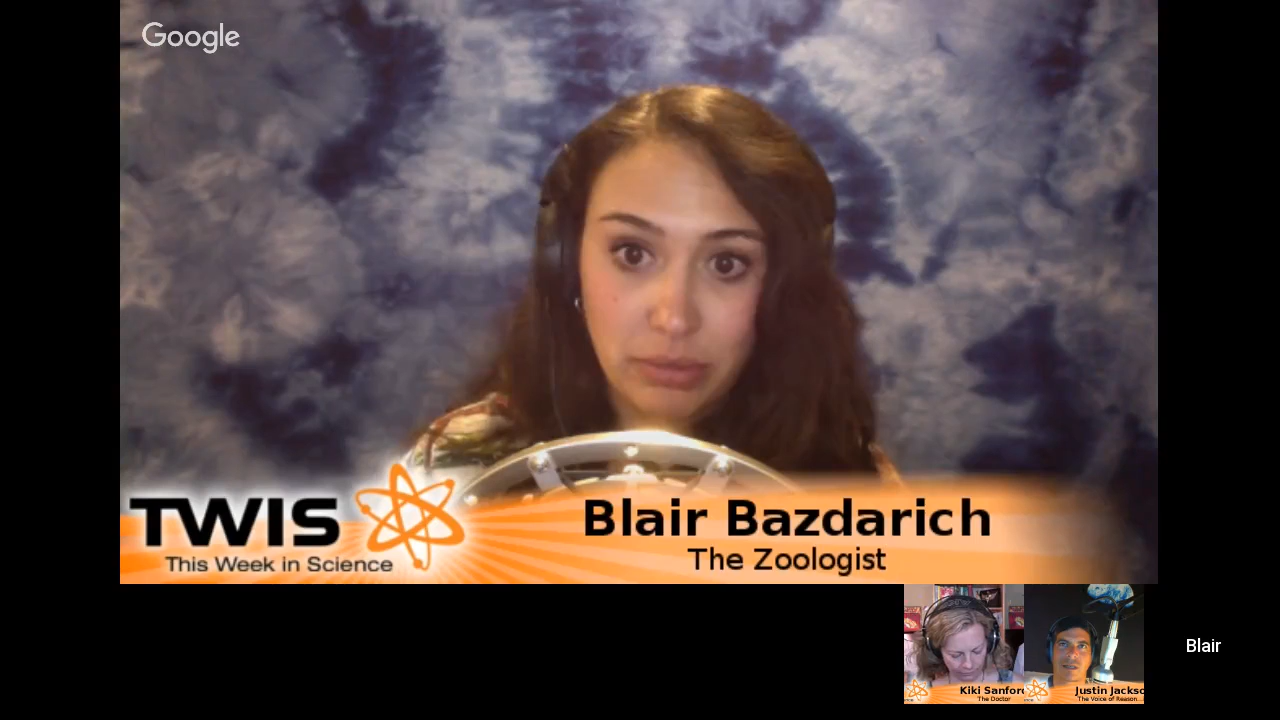 Google
TWIS
This Week in Science
Blair Bazdarich
The Zoologist
Kiki Sanford
The Doctor
Justin Jackso
The Voice of Reason...
Blair